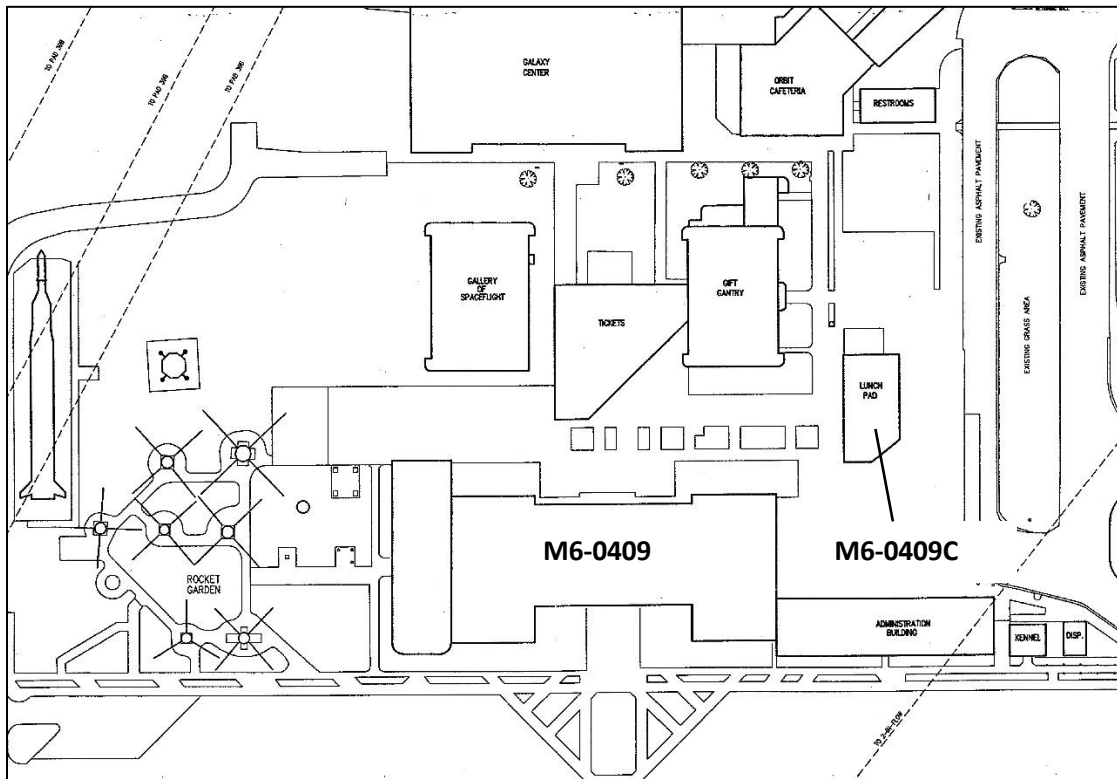 TO PAD 39B
TO PAD 39B
TO PAD 39B
GALAXY
CENTER
ORBIT
CAFETERIA
RESTROOMS
EXISTING ASPHALT PAVEMENT
EXISTING ASPHALT PAVEMENT
EXISTING GRASS AREA
GALLERY
OF
SPACEFLIGHT
TICKETS
GIFT
GANTRY
LUNCH
PAD
M6-0409
M6-0409C
ROCKET
GARDEN
ADMINISTRATION
BUILDING
KENNEL
DISP.